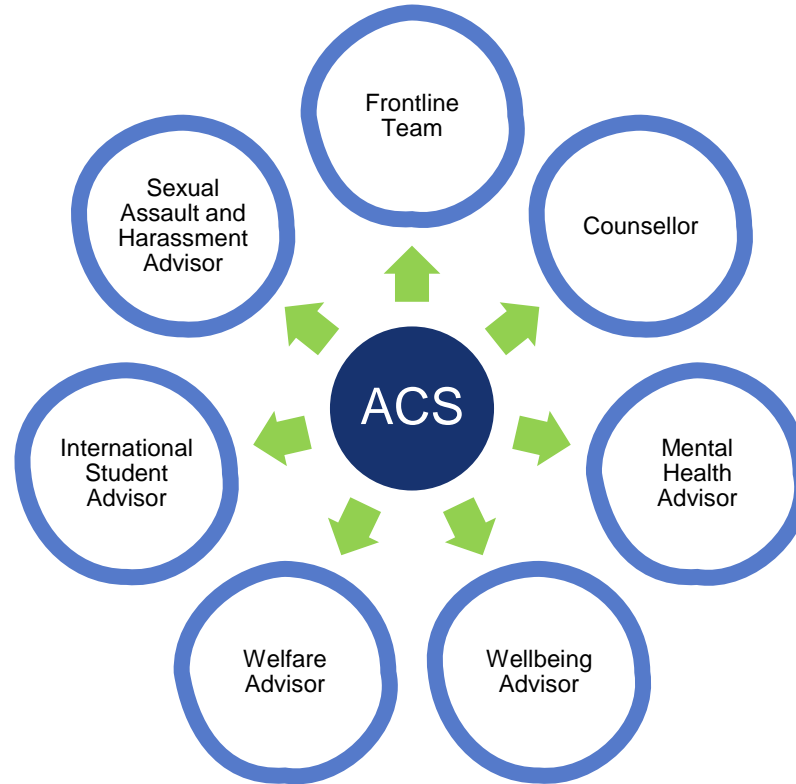 Frontline
Team
Counsellor
Mental
Health
Advisor
Wellbeing
Advisor
Welfare
Advisor
International
Student
Advisor
Sexual
Assault and
Harassment
Advisor
ACS